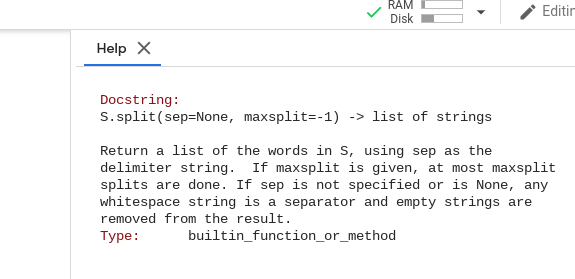 RAM
Disk
Editin
Help
Docstring:
S.split(sep=None, maxsplit=-1) -> list of strings
Return a list of the words in S, using sep as the
delimiter string.  If maxsplit is given, at most maxsplit
splits are done. If sep is not specified or is None, any
whitespace string is a separator and empty strings are
removed from the result.
Type:      builtin_function_or_method